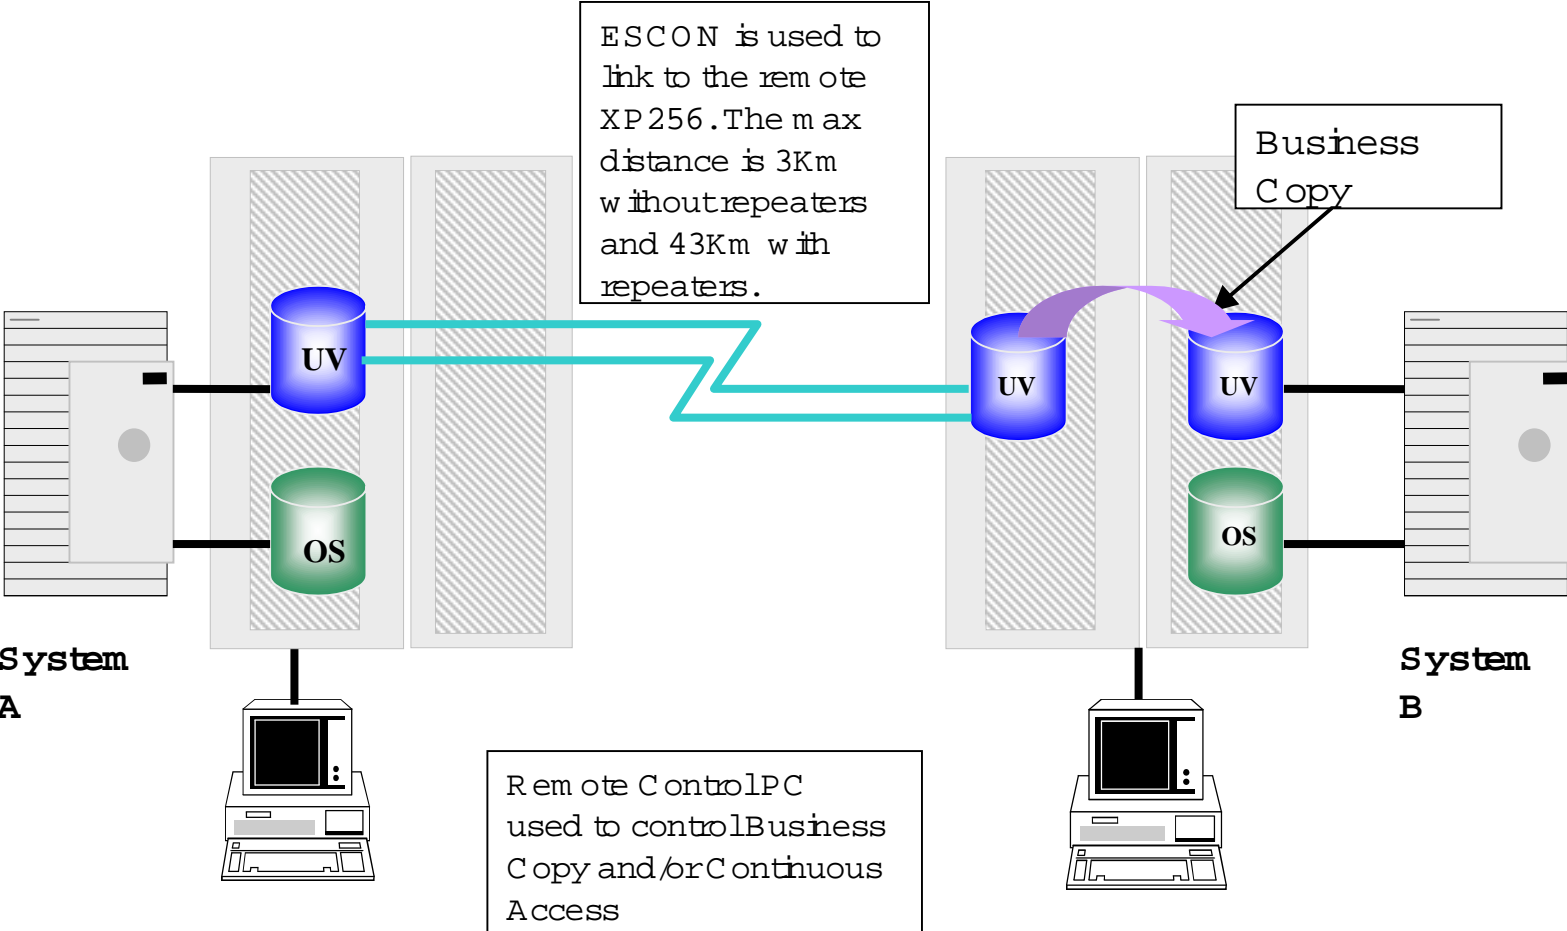 ESCON is used to
link to the remote
XP256. The max
distance is 3Km
without repeaters
and 43Km with
repeaters.
Business
Copy
UV
UV
UV
OS
OS
System
A
System
B
Remote Control PC
used to control Business
Copy and/or Continuous
Access